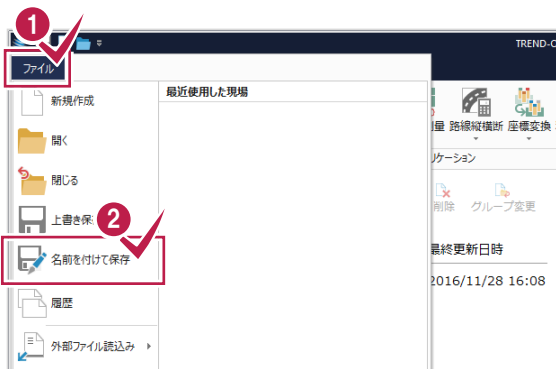 1
TREND-
ファイル
新規作成
最近使用した現場
開く
量 路線縦横断 座標変換
閉じる
ケーション
上書き保
2
削除 グループ変更
名前を付けて保存
最終更新日時
2016/11/28 16:08
履歴
外部ファイル読込み